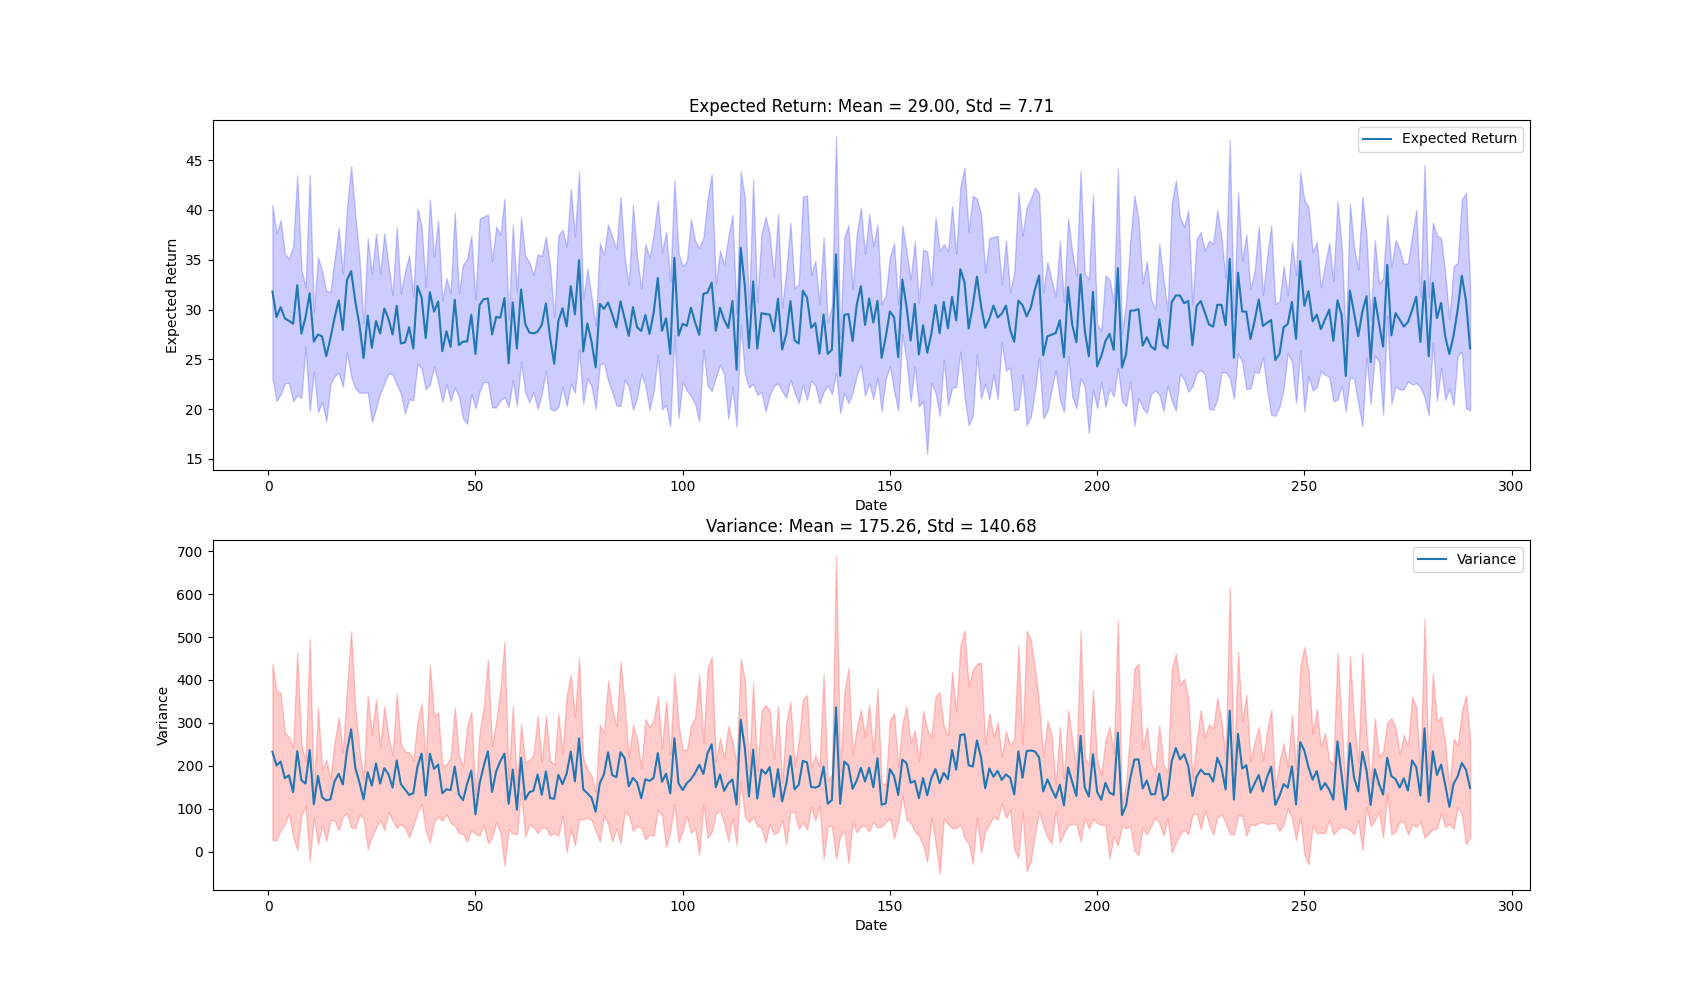 Expected Return: Mean = 29.00, Std = 7.71
Expected Return
45
40
35
30
25
20
15
Expected Return
0 50 100 150 200 250 300
Date
Variance: Mean = 175.26, Std = 140.68
Variance
700
600
500
400
300
200
100
0
Variance
0 50 100 150 200 250 300
Date